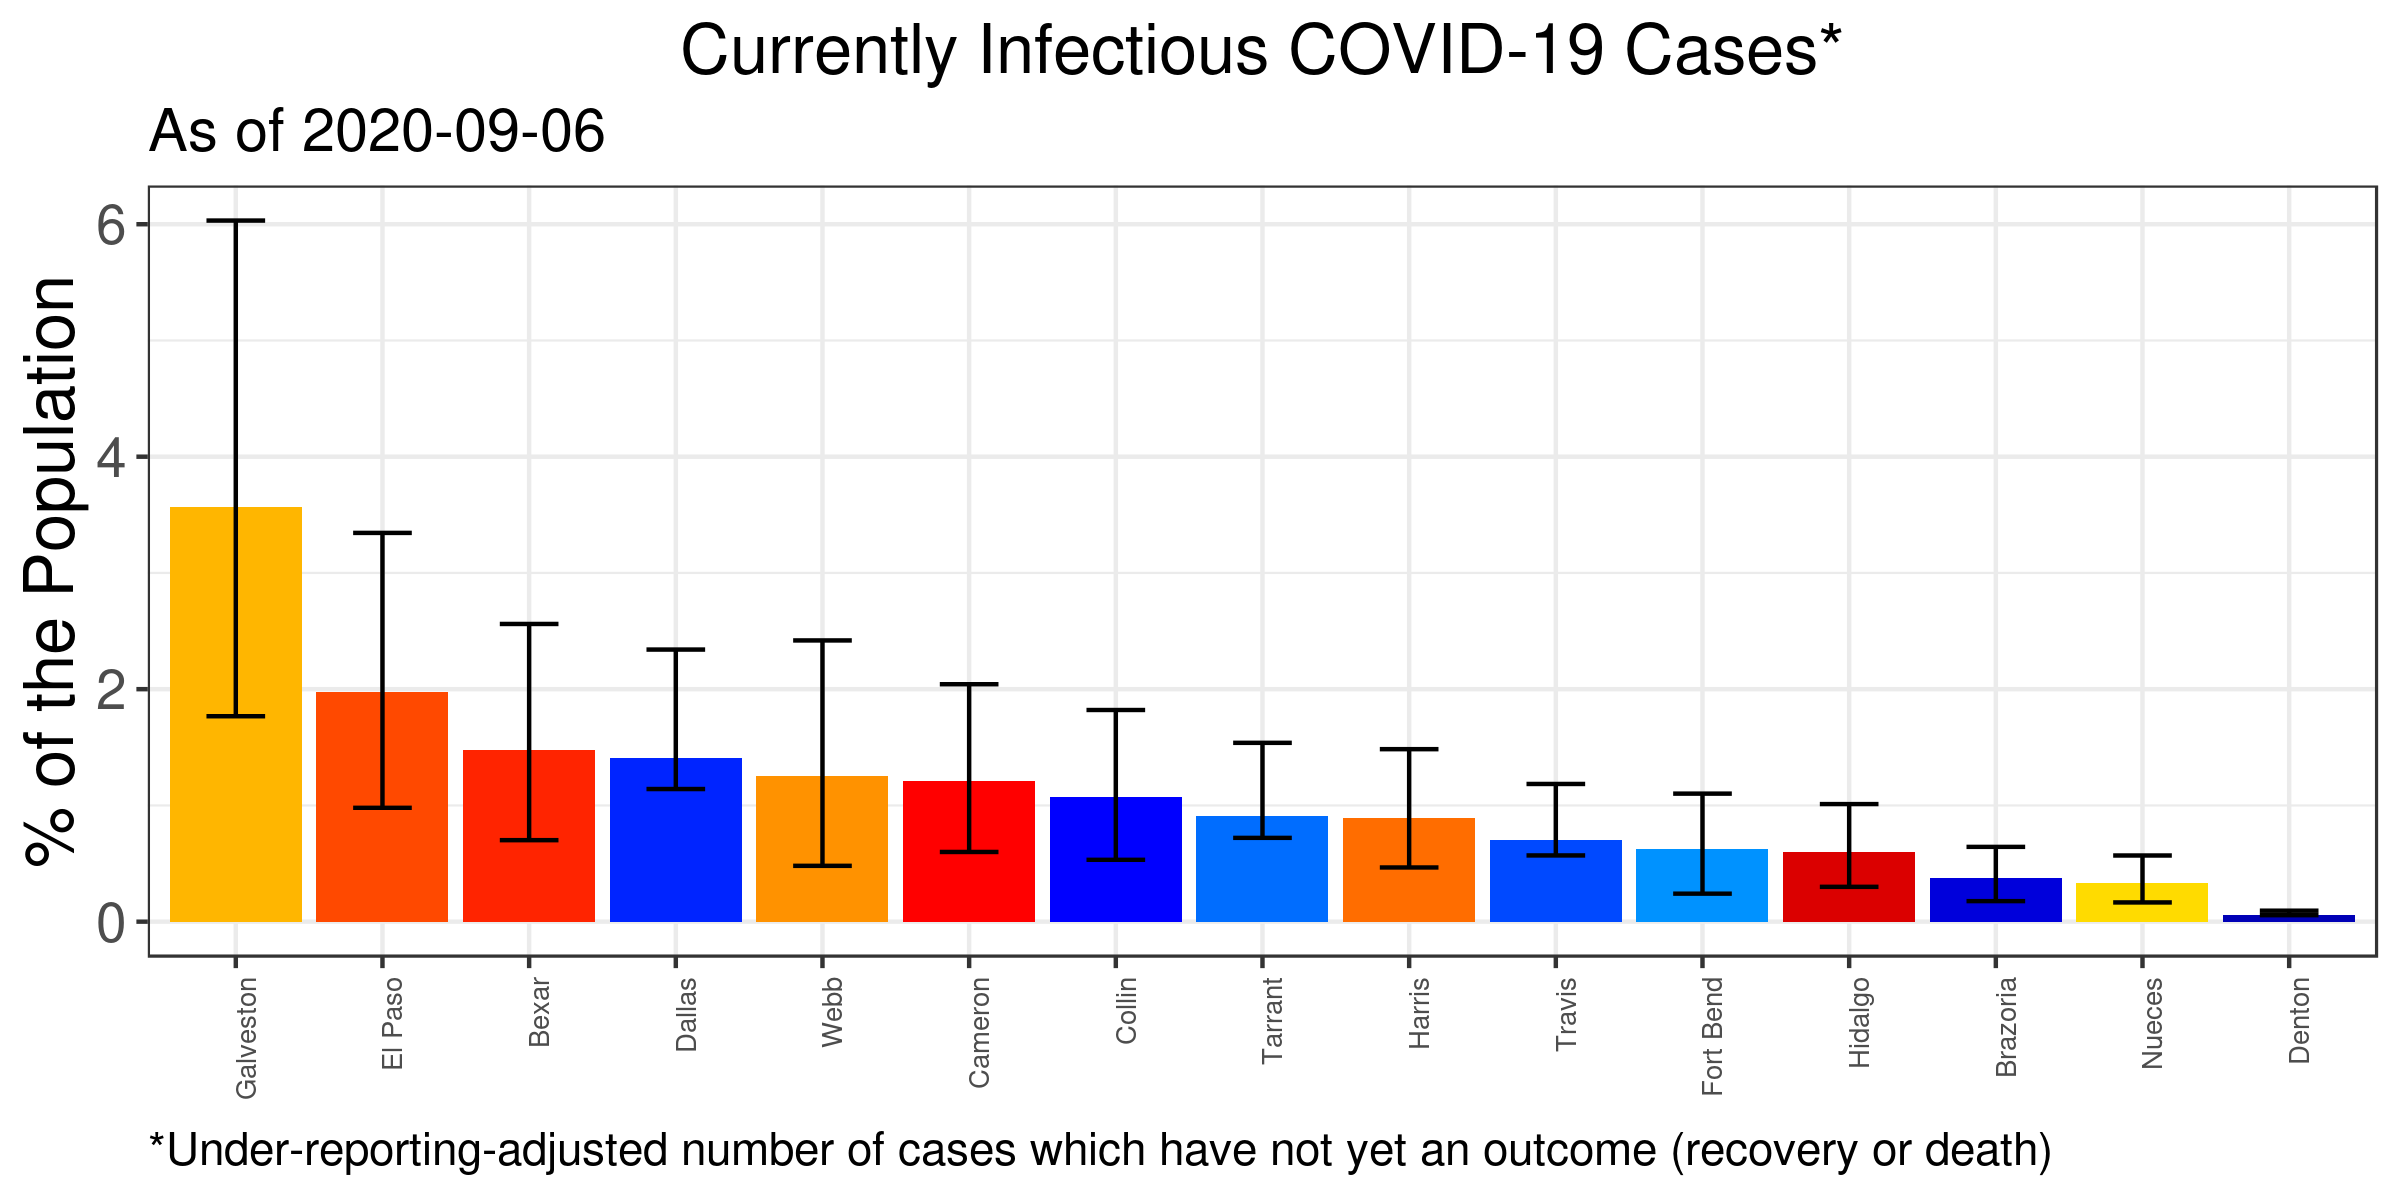 Currently Infectious COVID-19 Cases*
As of 2020-09-06
% of the Population
6
4
2
0
Galveston
El Paso
Bexar
Dallas
Webb
Cameron
Collin
Tarrant
Harris
Travis
Fort Bend
Hidalgo
Brazoria
Nueces
Denton
*Under-reporting-adjusted number of cases which have not yet an outcome (recovery or death)